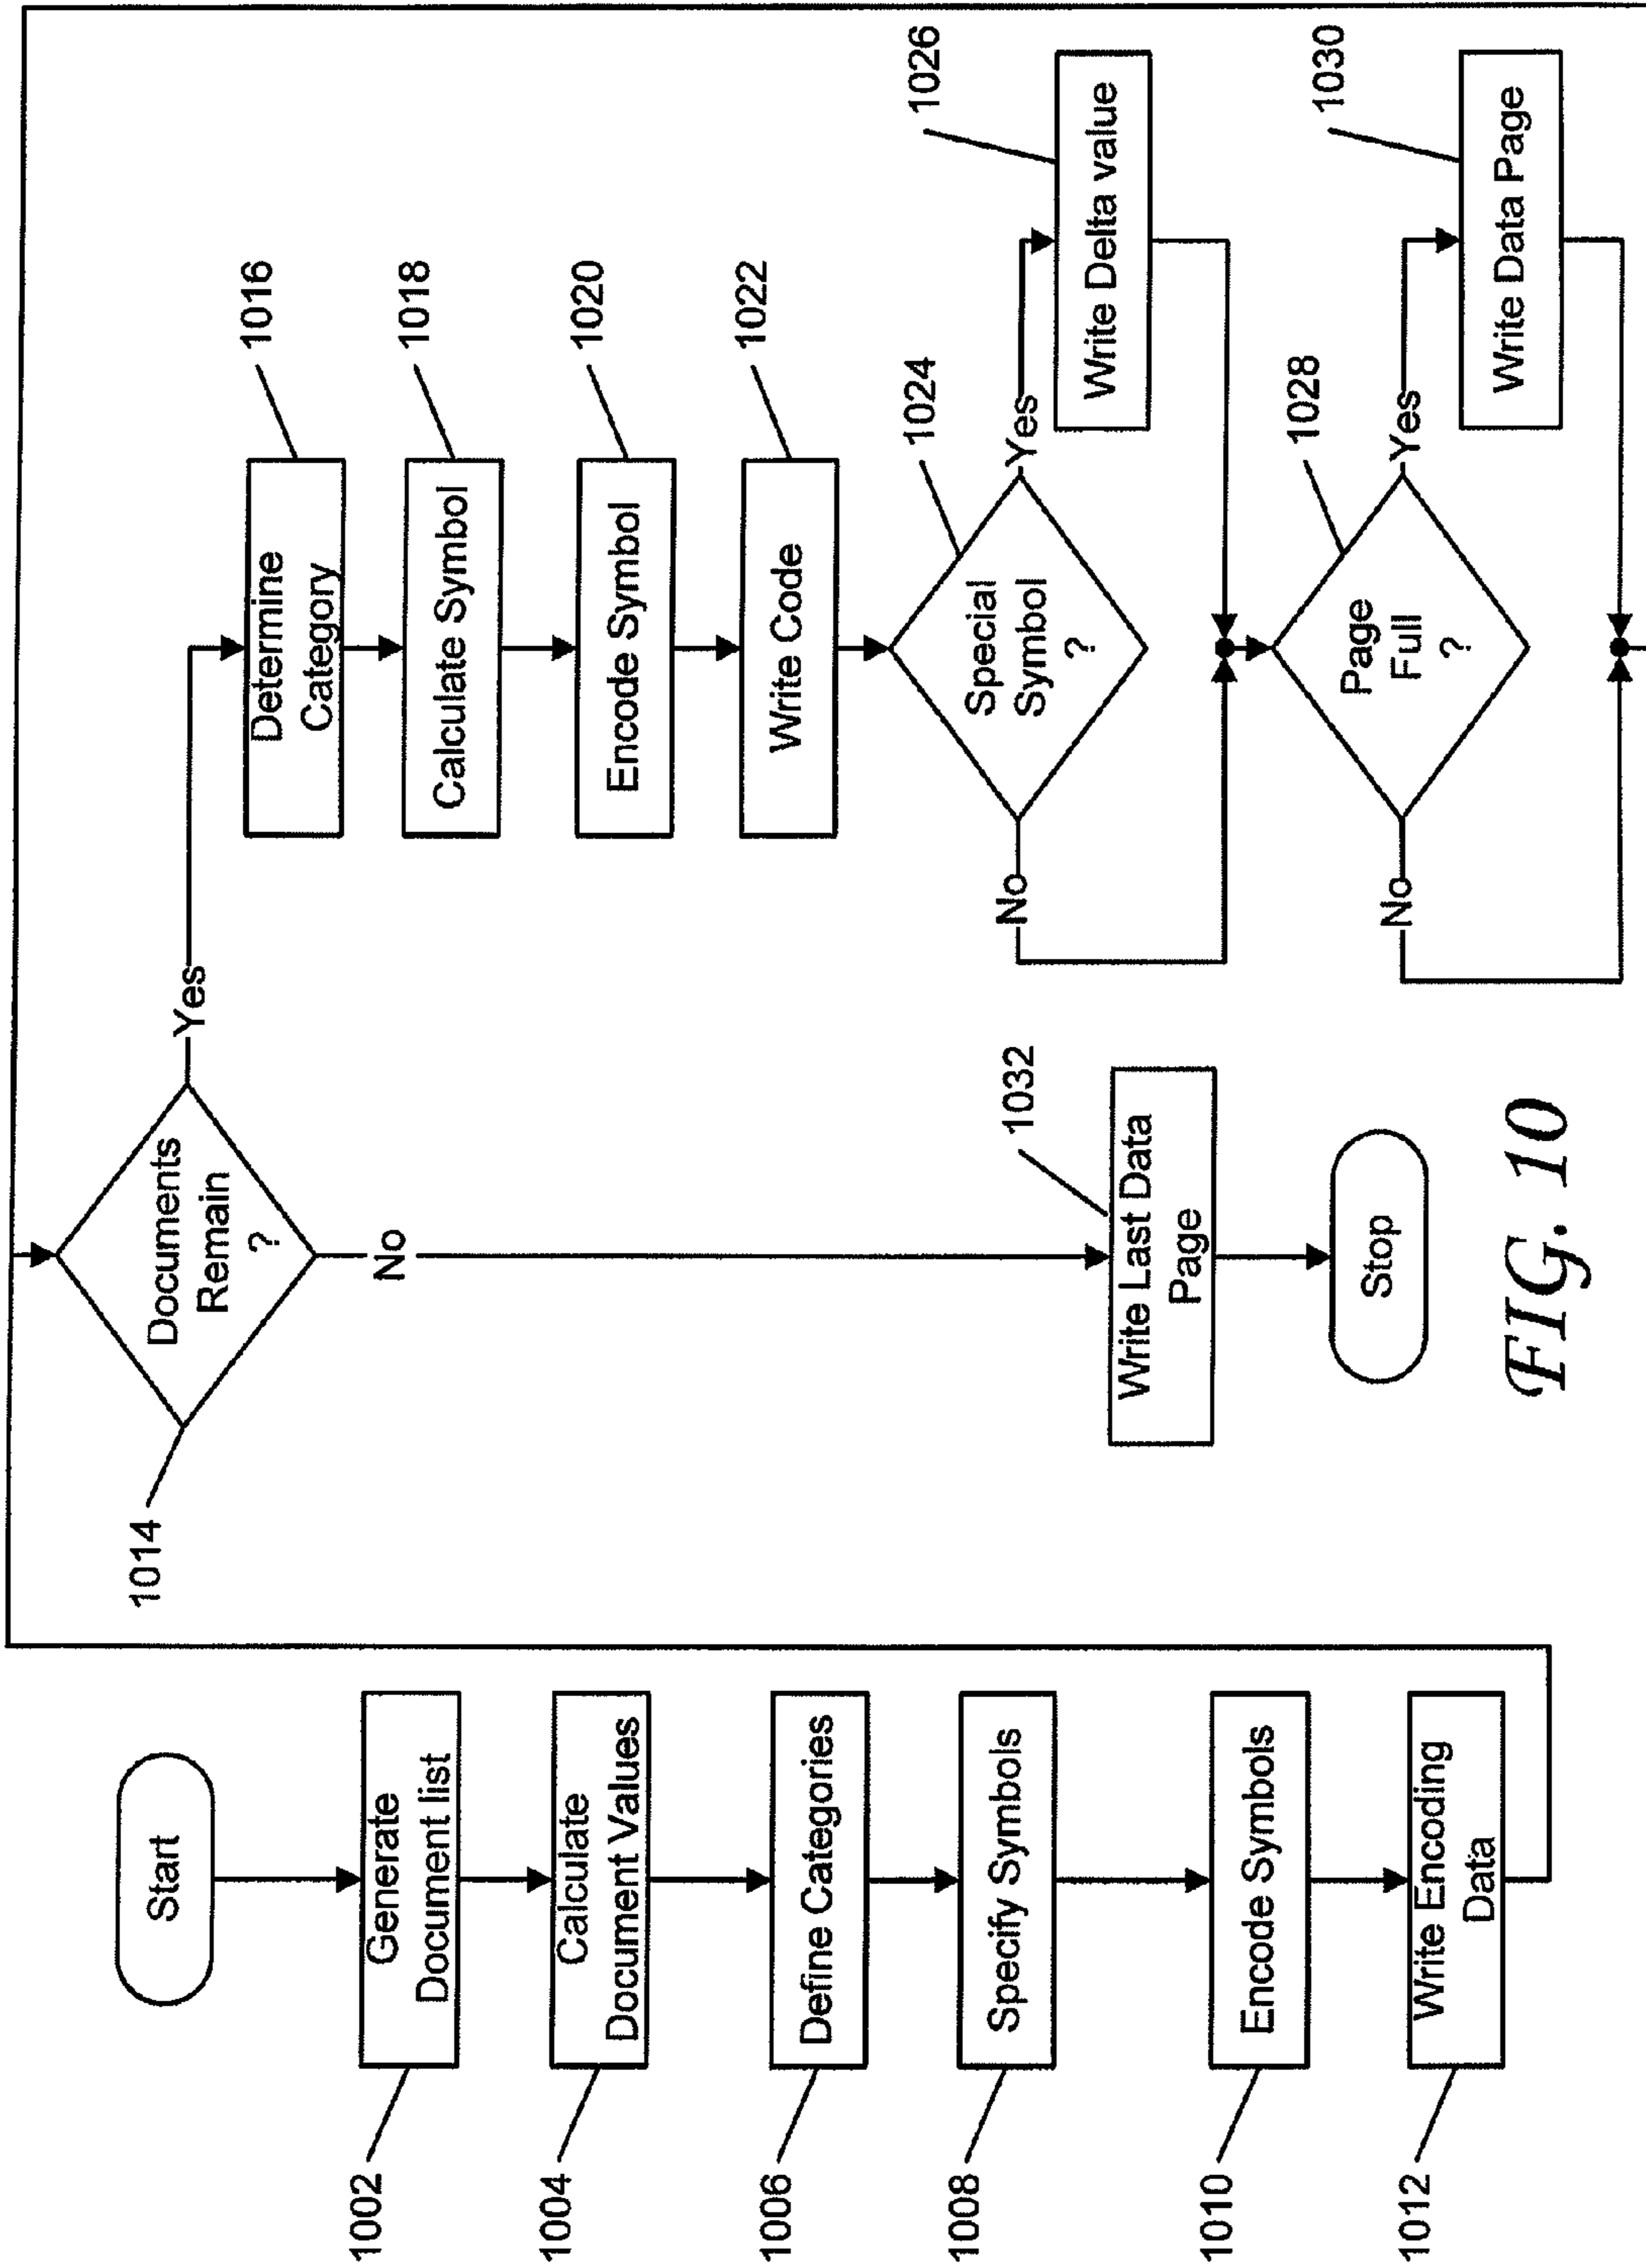 Start
1002
Generate
Document list
1004
Calculate
Document Values
1006
Define Categories
1008
Specify Symbols
1010
Encode Symbols
1012
Write Encoding
Data
1014
Documents
Remain
?
Yes
No
1032
Write Last Data
Page
Stop
1016
Determine
Category
1018
Calculate Symbol
1020
Encode Symbol
1022
Write Code
1024
Special
Symbol
?
No
Yes
1026
Write Delta value
1028
Page
Full
?
No
Yes
1030
Write Data Page
FIG. 10